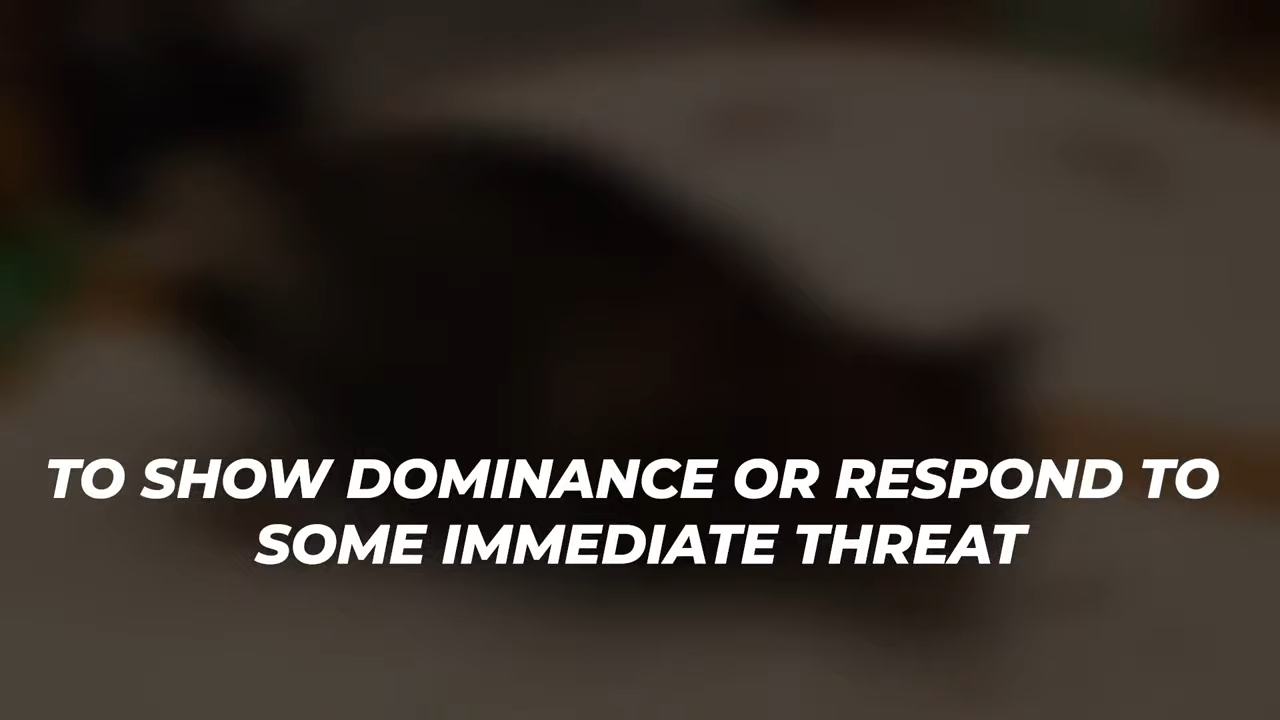 TO SHOW DOMINANCE OR RESPOND TO
SOME IMMEDIATE THREAT